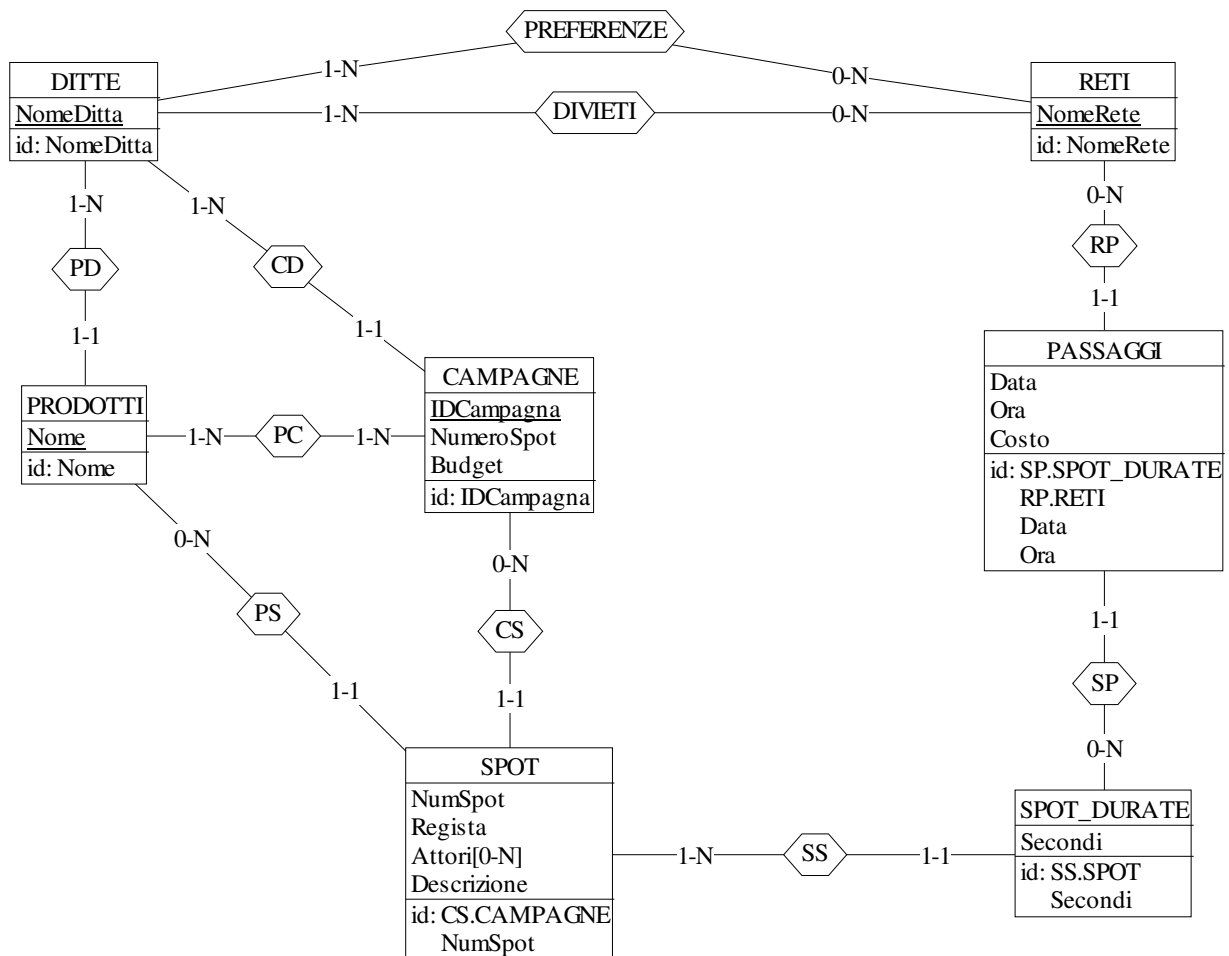 PREFERENZE
1-N
0-N
DITTE
NomeDitta
id: NomeDitta
RETI
NomeRete
id: NomeRete
1-N
DIVIETI
0-N
1-N
1-N
0-N
PD
CD
RP
1-1
1-1
1-1
PRODOTTI
Nome
id: Nome
1-N
PC
1-N
CAMPAGNE
IDCampagna
NumeroSpot
Budget
id: IDCampagna
PASSAGGI
Data
Ora
Costo
id: SP.SPOT_DURATE
RP.RETI
Data
Ora
0-N
0-N
PS
CS
1-1
SP
1-1
1-1
0-N
SPOT
NumSpot
Regista
Attori[0-N]
Descrizione
id: CS.CAMPAGNE
NumSpot
1-N
SS
1-1
SPOT_DURATE
Secondi
id: SS.SPOT
Secondi